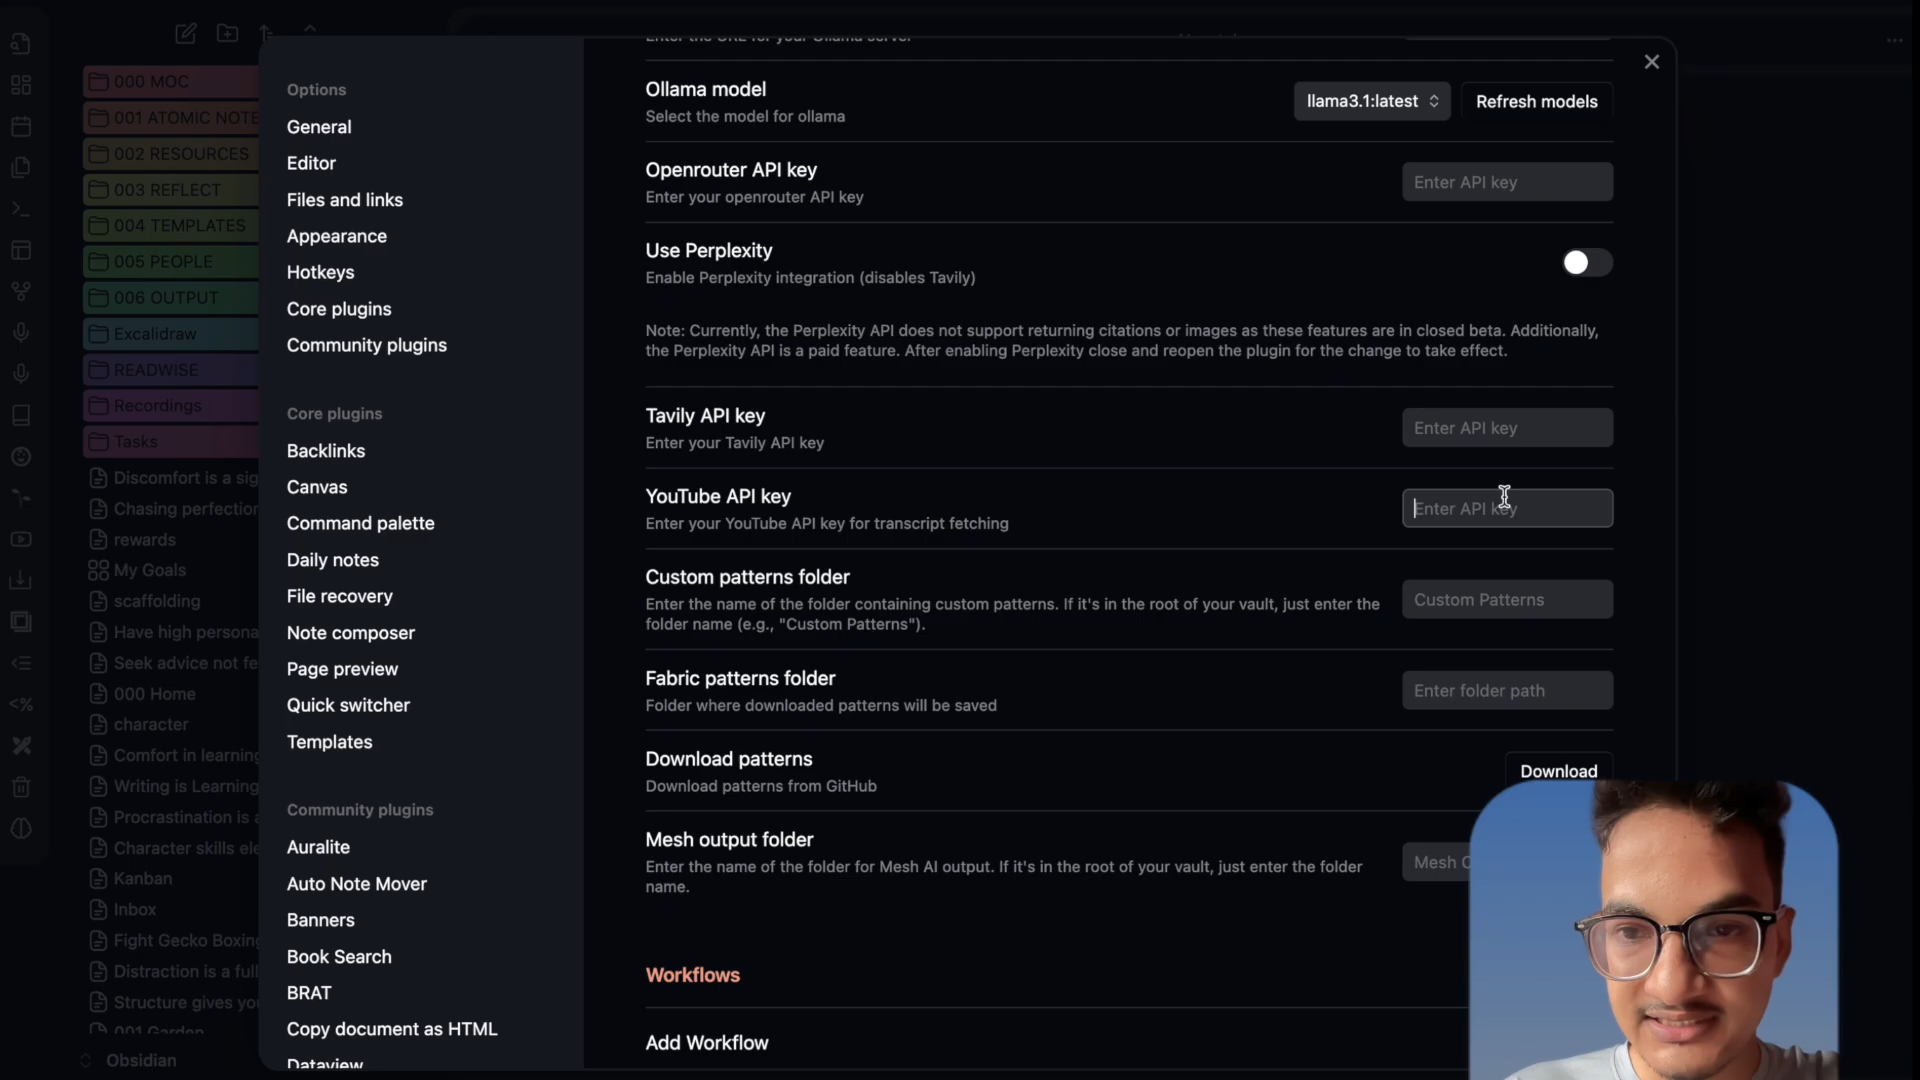 000 MOC
001 ATOMIC NOTE
002 RESOURCES
003 REFLECT
004 TEMPLATES
005 PEOPLE
006 OUTPUT
Excalidraw
READWISE
Recordings
Tasks
Discomfort is a sig
Chasing perfection
rewards
My Goals
scaffolding
Have high persona
Seek advice not fe
000 Home
character
Comfort in learning
Writing is Learning
Procrastination is a
Character skills ele
Kanban
Inbox
Fight Gecko Boxing
Distraction is a full
Structure gives yo
001 Garden
Obsidian
Options
General
Editor
Files and links
Appearance
Hotkeys
Core plugins
Community plugins
Core plugins
Backlinks
Canvas
Command palette
Daily notes
File recovery
Note composer
Page preview
Quick switcher
Templates
Community plugins
Auralite
Auto Note Mover
Banners
Book Search
BRAT
Copy document as HTML
Dataview
Enter the URL for your Ollama server
Ollama model
Select the model for ollama
llama3.1:latest
Refresh models
Openrouter API key
Enter your openrouter API key
Enter API key
Use Perplexity
Enable Perplexity integration (disables Tavily)
Note: Currently, the Perplexity API does not support returning citations or images as these features are in closed beta. Additionally,
the Perplexity API is a paid feature. After enabling Perplexity close and reopen the plugin for the change to take effect.
Tavily API key
Enter your Tavily API key
Enter API key
YouTube API key
Enter your YouTube API key for transcript fetching
Enter API key
Custom patterns folder
Enter the name of the folder containing custom patterns. If it's in the root of your vault, just enter the
folder name (e.g., "Custom Patterns").
Custom Patterns
Fabric patterns folder
Folder where downloaded patterns will be saved
Enter folder path
Download patterns
Download patterns from GitHub
Download
Mesh output folder
Enter the name of the folder for Mesh AI output. If it's in the root of your vault, just enter the folder
name.
Mesh
Workflows
Add Workflow